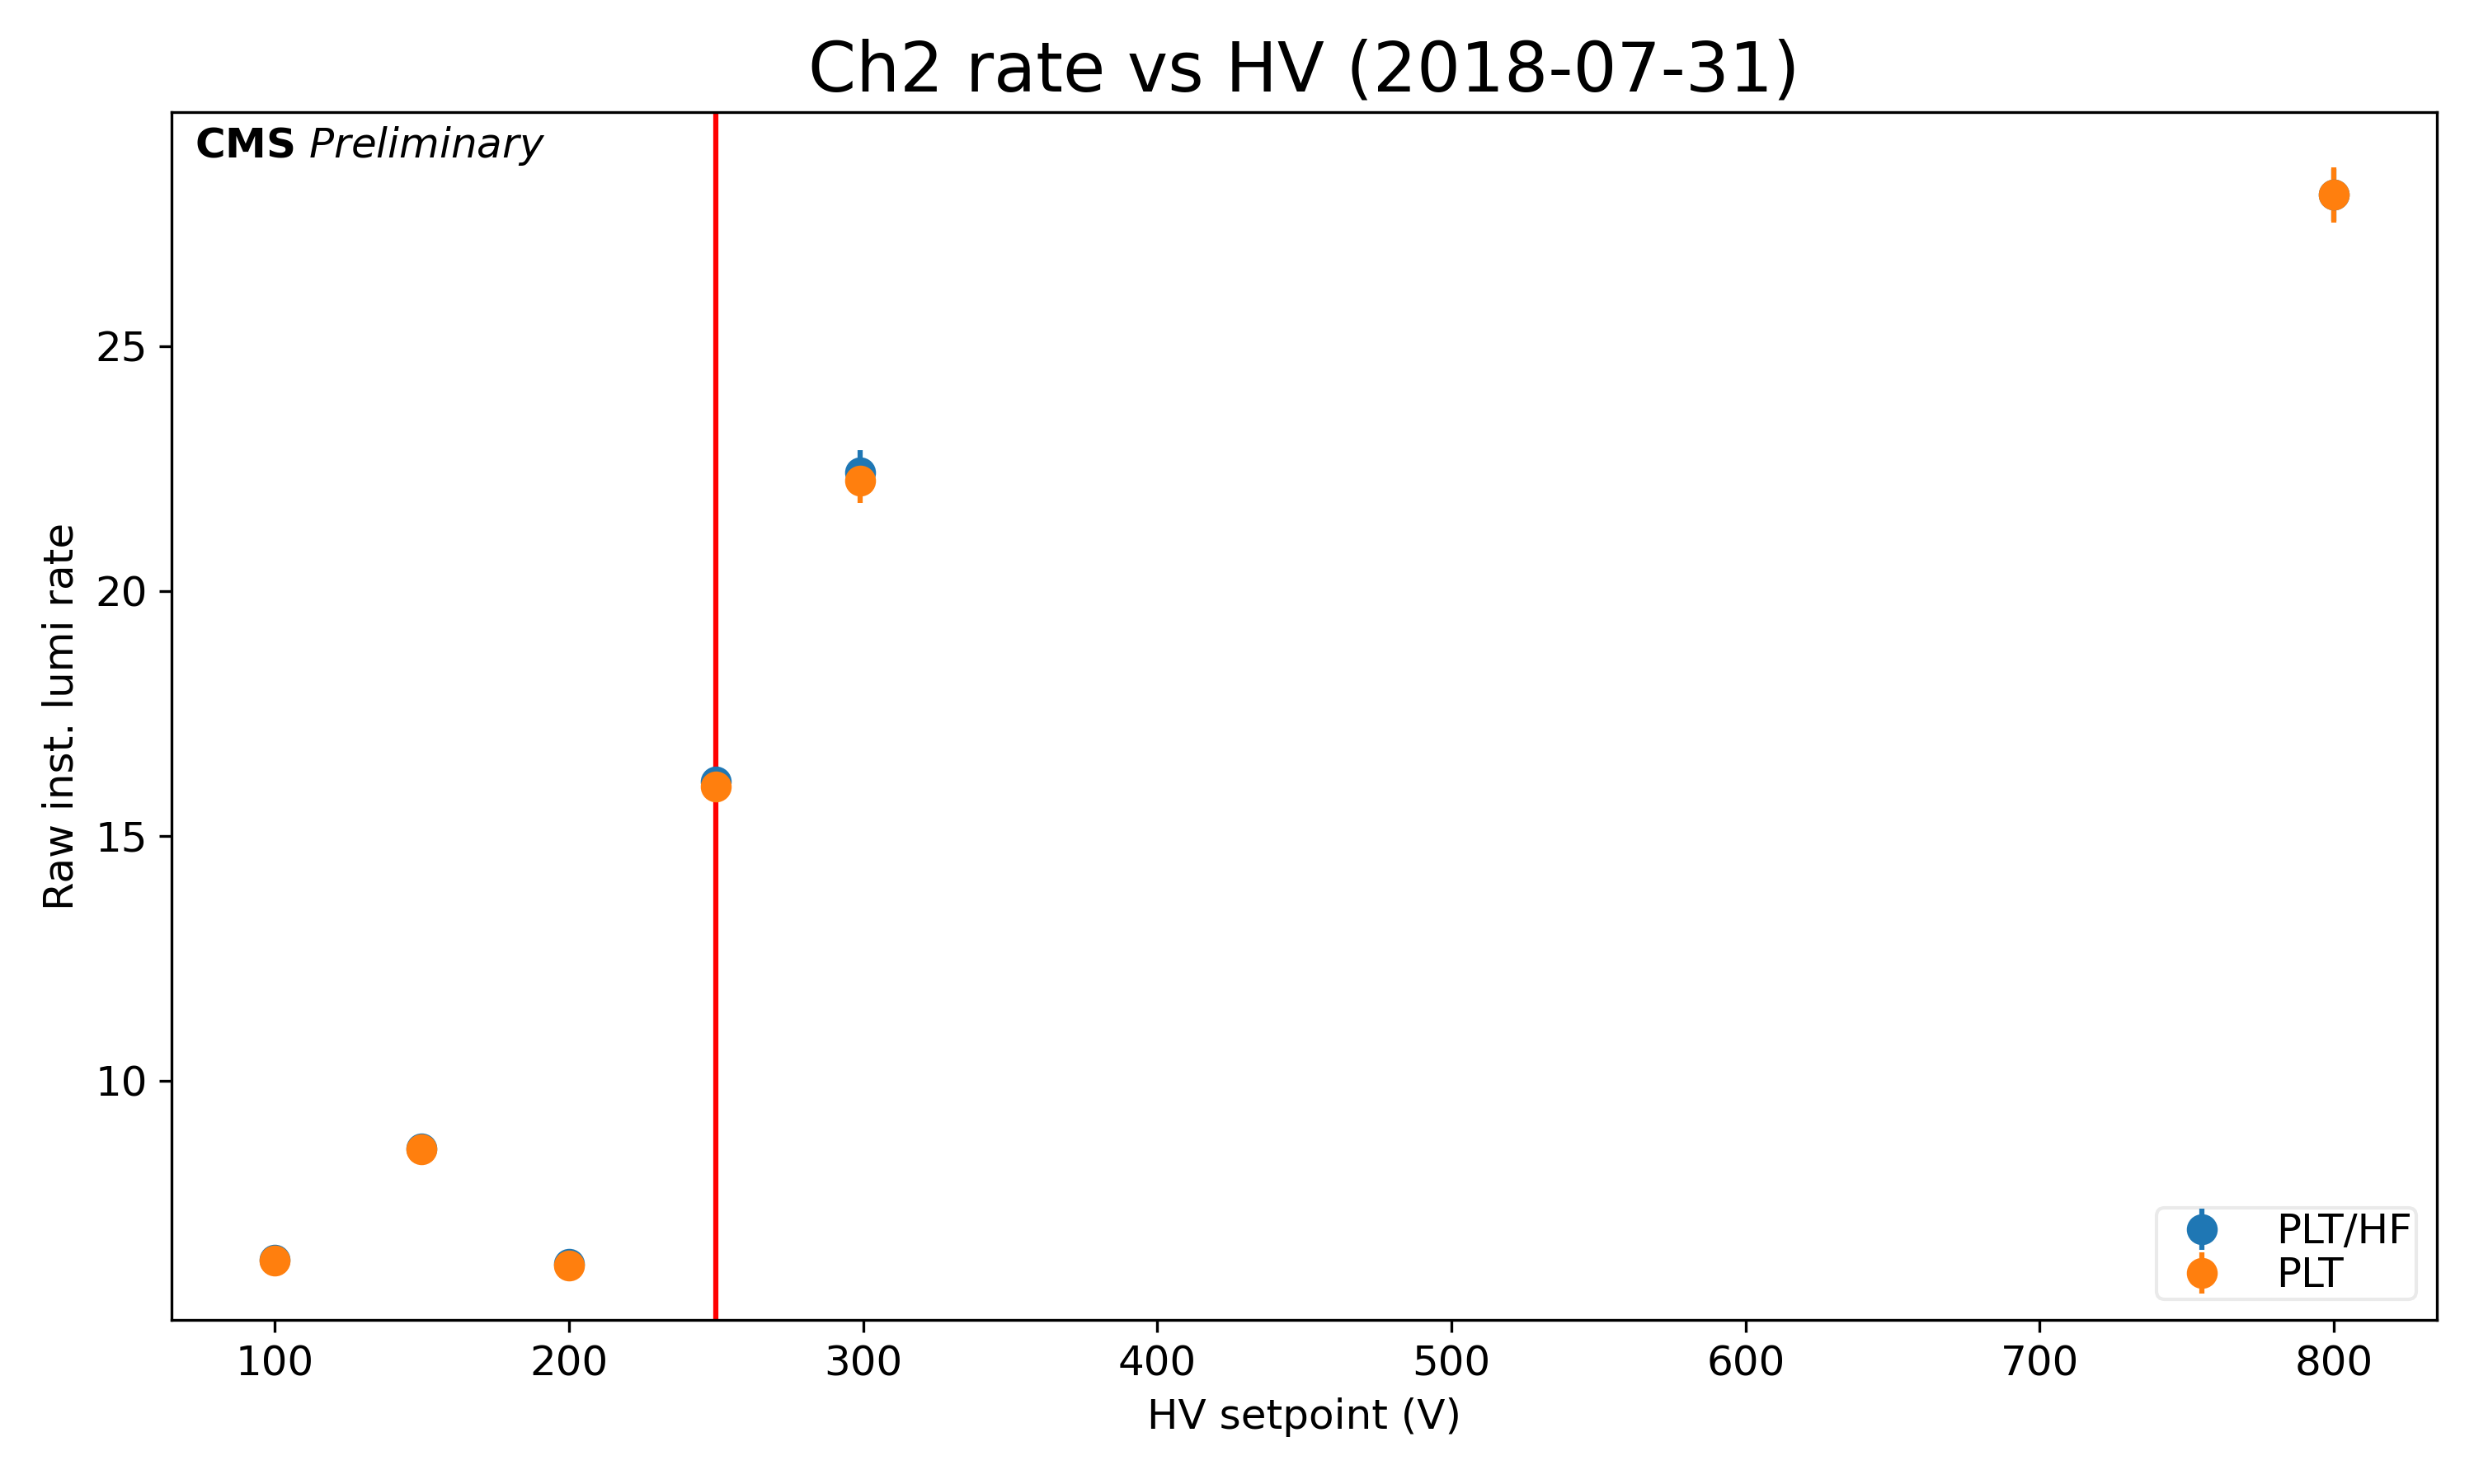 Ch2 rate vs HV (2018-07-31)
CMS Preliminary
Raw inst. lumi rate
25
20
15
10
PLT/HF
PLT
100 200 300 400 500 600 700 800
HV setpoint (V)